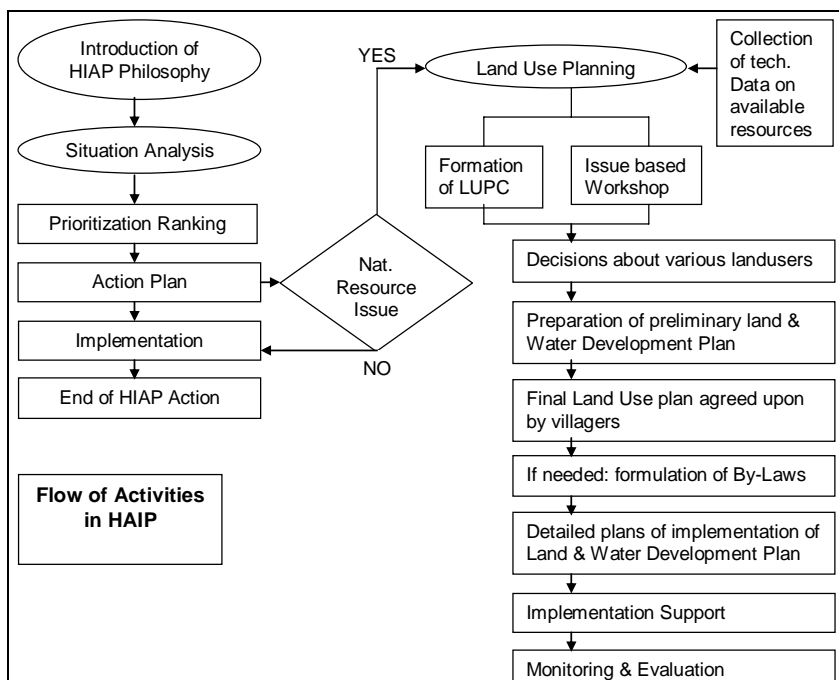 Introduction of
HIAP Philosophy
Situation Analysis
Prioritization Ranking
Action Plan
Implementation
End of HIAP Action
Flow of Activities
in HAIP
Nat.
Resource
Issue
YES
NO
Land Use Planning
Collection
of tech.
Data on
available
resources
Formation
of LUPC
Issue based
Workshop
Decisions about various landusers
Preparation of preliminary land &
Water Development Plan
Final Land Use plan agreed upon
by villagers
If needed: formulation of By-Laws
Detailed plans of implementation of
Land & Water Development Plan
Implementation Support
Monitoring & Evaluation